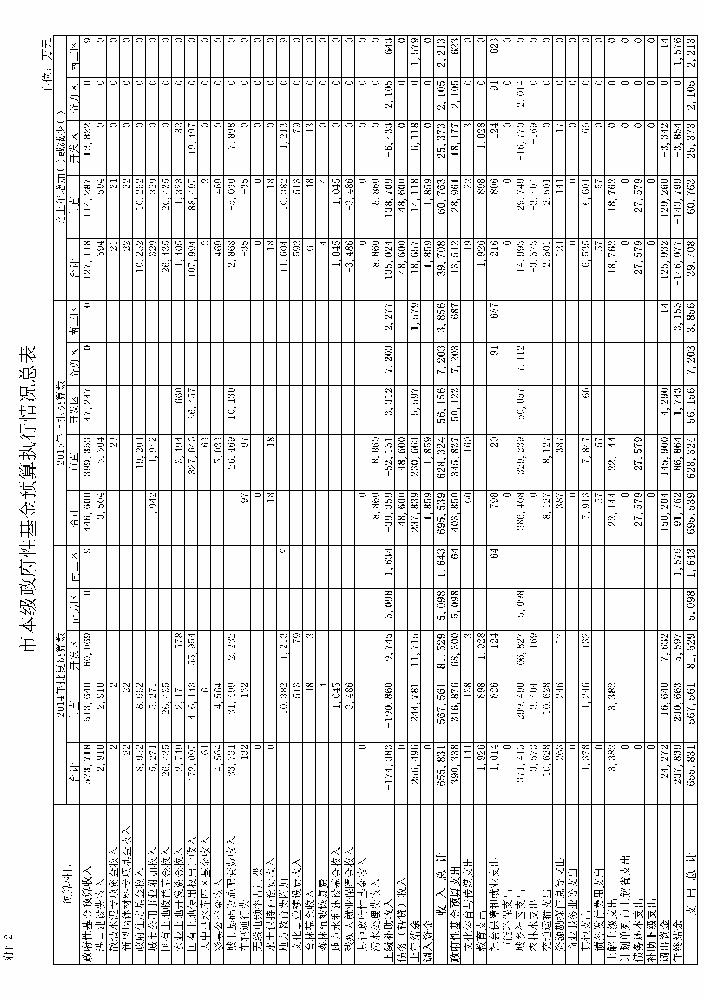 附件2
市本级政府性基金预算执行情况总表
单位：万元
预算科目 2014年批复决算数 2015年上报决算数 比上年增加(+)或减少( )
合计 市直 开发区 奋勇区 南三区 合计 市直 开发区 奋勇区 南三区 合计 市直 开发区 奋勇区 南三区
政府性基金预算收入 573,718 513,640 60,069 0 9 446,600 399,353 47,247 0 0 -127,118 -114,287 -12,822 0 -9
港口建设费收入 2,910 2,910 3,504 3,504 594 594 0 0 0
散装水泥专项资金收入 2 2 23 21 21 0 0 0
新型墙体材料专项基金收入 22 22 -22 -22 0 0 0
政府住房基金收入 8,952 8,952 19,204 10,252 10,252 0 0 0
城市公用事业附加收入 5,271 5,271 4,942 4,942 -329 -329 0 0 0
国有土地收益基金收入 26,435 26,435 -26,435 -26,435 0 0 0
农业土地开发资金收入 2,749 2,171 578 3,494 660 1,405 1,323 82 0 0
国有土地使用权出让收入 472,097 416,143 55,954 327,646 36,457 -107,994 -88,497 -19,497 0 0
大中型水库库区基金收入 61 61 63 2 2 0 0 0
彩票公益金收入 4,564 4,564 5,033 469 469 0 0 0
城市基础设施配套费收入 33,731 31,499 2,232 26,469 10,130 2,868 -5,030 7,898 0 0
车辆通行费 132 132 97 97 -35 -35 0 0 0
无线电频率占用费 0 0 0 0 0 0 0
水土保持补偿费收入 0 18 18 18 18 0 0 0
地方教育费附加 10,382 1,213 9 -11,604 -10,382 -1,213 0 -9
文化事业建设费收入 513 79 -592 -513 -79 0 0
育林基金收入 48 13 -61 -48 -13 0 0
森林植被恢复费 4 -4 -4 0 0 0
地方水利建设基金收入 1,045 -1,045 -1,045 0 0 0
残疾人就业保障金收入 3,486 -3,486 -3,486 0 0 0
其他政府性基金收入 0 0 0 0 0 0 0
污水处理费收入 8,860 8,860 8,860 8,860 0 0 0
上级补助收入 -174,383 -190,860 9,745 5,098 1,634 -39,359 -52,151 3,312 7,203 2,277 135,024 138,709 -6,433 2,105 643
债务（转贷）收入 0 48,600 48,600 48,600 48,600 0 0 0
上年结余 256,496 244,781 11,715 237,839 230,663 5,597 1,579 -18,657 -14,118 -6,118 0 1,579
调入资金 0 1,859 1,859 1,859 1,859 0 0 0
收 入 总 计 655,831 567,561 81,529 5,098 1,643 695,539 628,324 56,156 7,203 3,856 39,708 60,763 -25,373 2,105 2,213
政府性基金预算支出 390,338 316,876 68,300 5,098 64 403,850 345,837 50,123 7,203 687 13,512 28,961 18,177 2,105 623
文化体育与传媒支出 141 138 3 160 160 19 22 -3 0 0
教育支出 1,926 898 1,028 -1,926 -898 -1,028 0 0
社会保障和就业支出 1,014 826 124 64 798 20 91 687 -216 -806 -124 91 623
节能环保支出 0 0 0 0 0 0 0
城乡社区支出 371,415 299,490 66,827 5,098 386,408 329,239 50,057 7,112 14,993 29,749 -16,770 2,014 0
农林水支出 3,573 3,404 169 0 -3,573 -3,404 -169 0 0
交通运输支出 10,628 10,628 8,127 8,127 2,501 2,501 0 0 0
资源勘探信息等支出 263 246 17 387 387 124 141 -17 0 0
商业服务业等支出 0 0 0 0 0 0 0
其他支出 1,378 1,246 132 7,913 7,847 66 6,535 6,601 -66 0 0
债务发行费用支出 0 57 57 57 57 0 0 0
上解上级支出 3,382 3,382 22,144 22,144 18,762 18,762 0 0 0
计划单列市上解省支出 0 0 0 0 0 0 0
债务还本支出 0 27,579 27,579 27,579 27,579 0 0 0
补助下级支出 0 0 0 0 0 0 0
调出资金 24,272 16,640 7,632 150,204 145,900 4,290 14 125,932 129,260 -3,342 0 14
年终结余 237,839 230,663 5,597 1,579 91,762 86,864 1,743 3,155 -146,077 -143,799 -3,854 0 1,576
支 出 总 计 655,831 567,561 81,529 5,098 1,643 695,539 628,324 56,156 7,203 3,856 39,708 60,763 -25,373 2,105 2,213